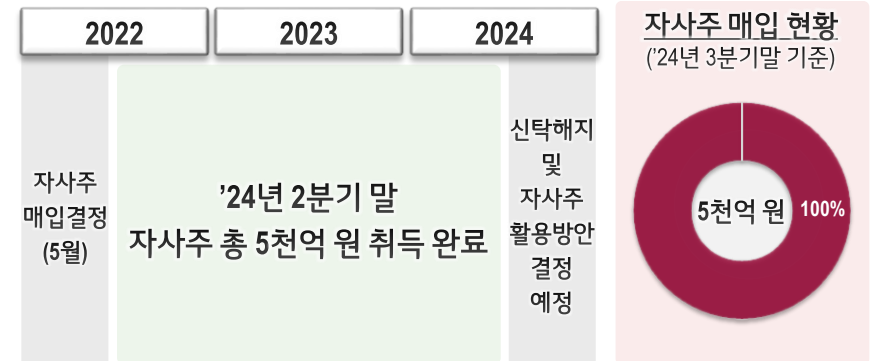 2022
2023
2024
자사주
매입결정
(5월)
’24년 2분기 말
자사주 총 5천억 원 취득 완료
신탁해지
및
자사주
활용방안
결정
예정
자사주 매입 현황
(’24년 3분기말 기준)
5천억 원
100%